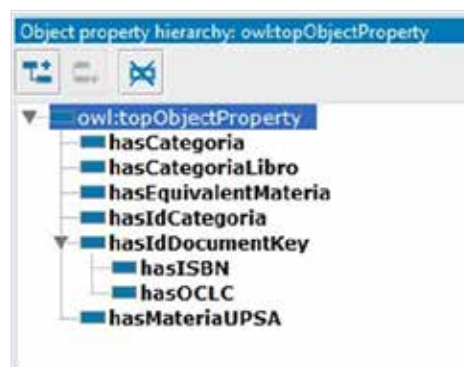 Object property hierarchy: owl:topObjectProperty
owl:topObjectProperty
hasCategoria
hasCategoriaLibro
hasEquivalentMateria
hasIdCategoria
hasIdDocumentKey
hasISBN
hasOCLC
hasMateriaUPSA